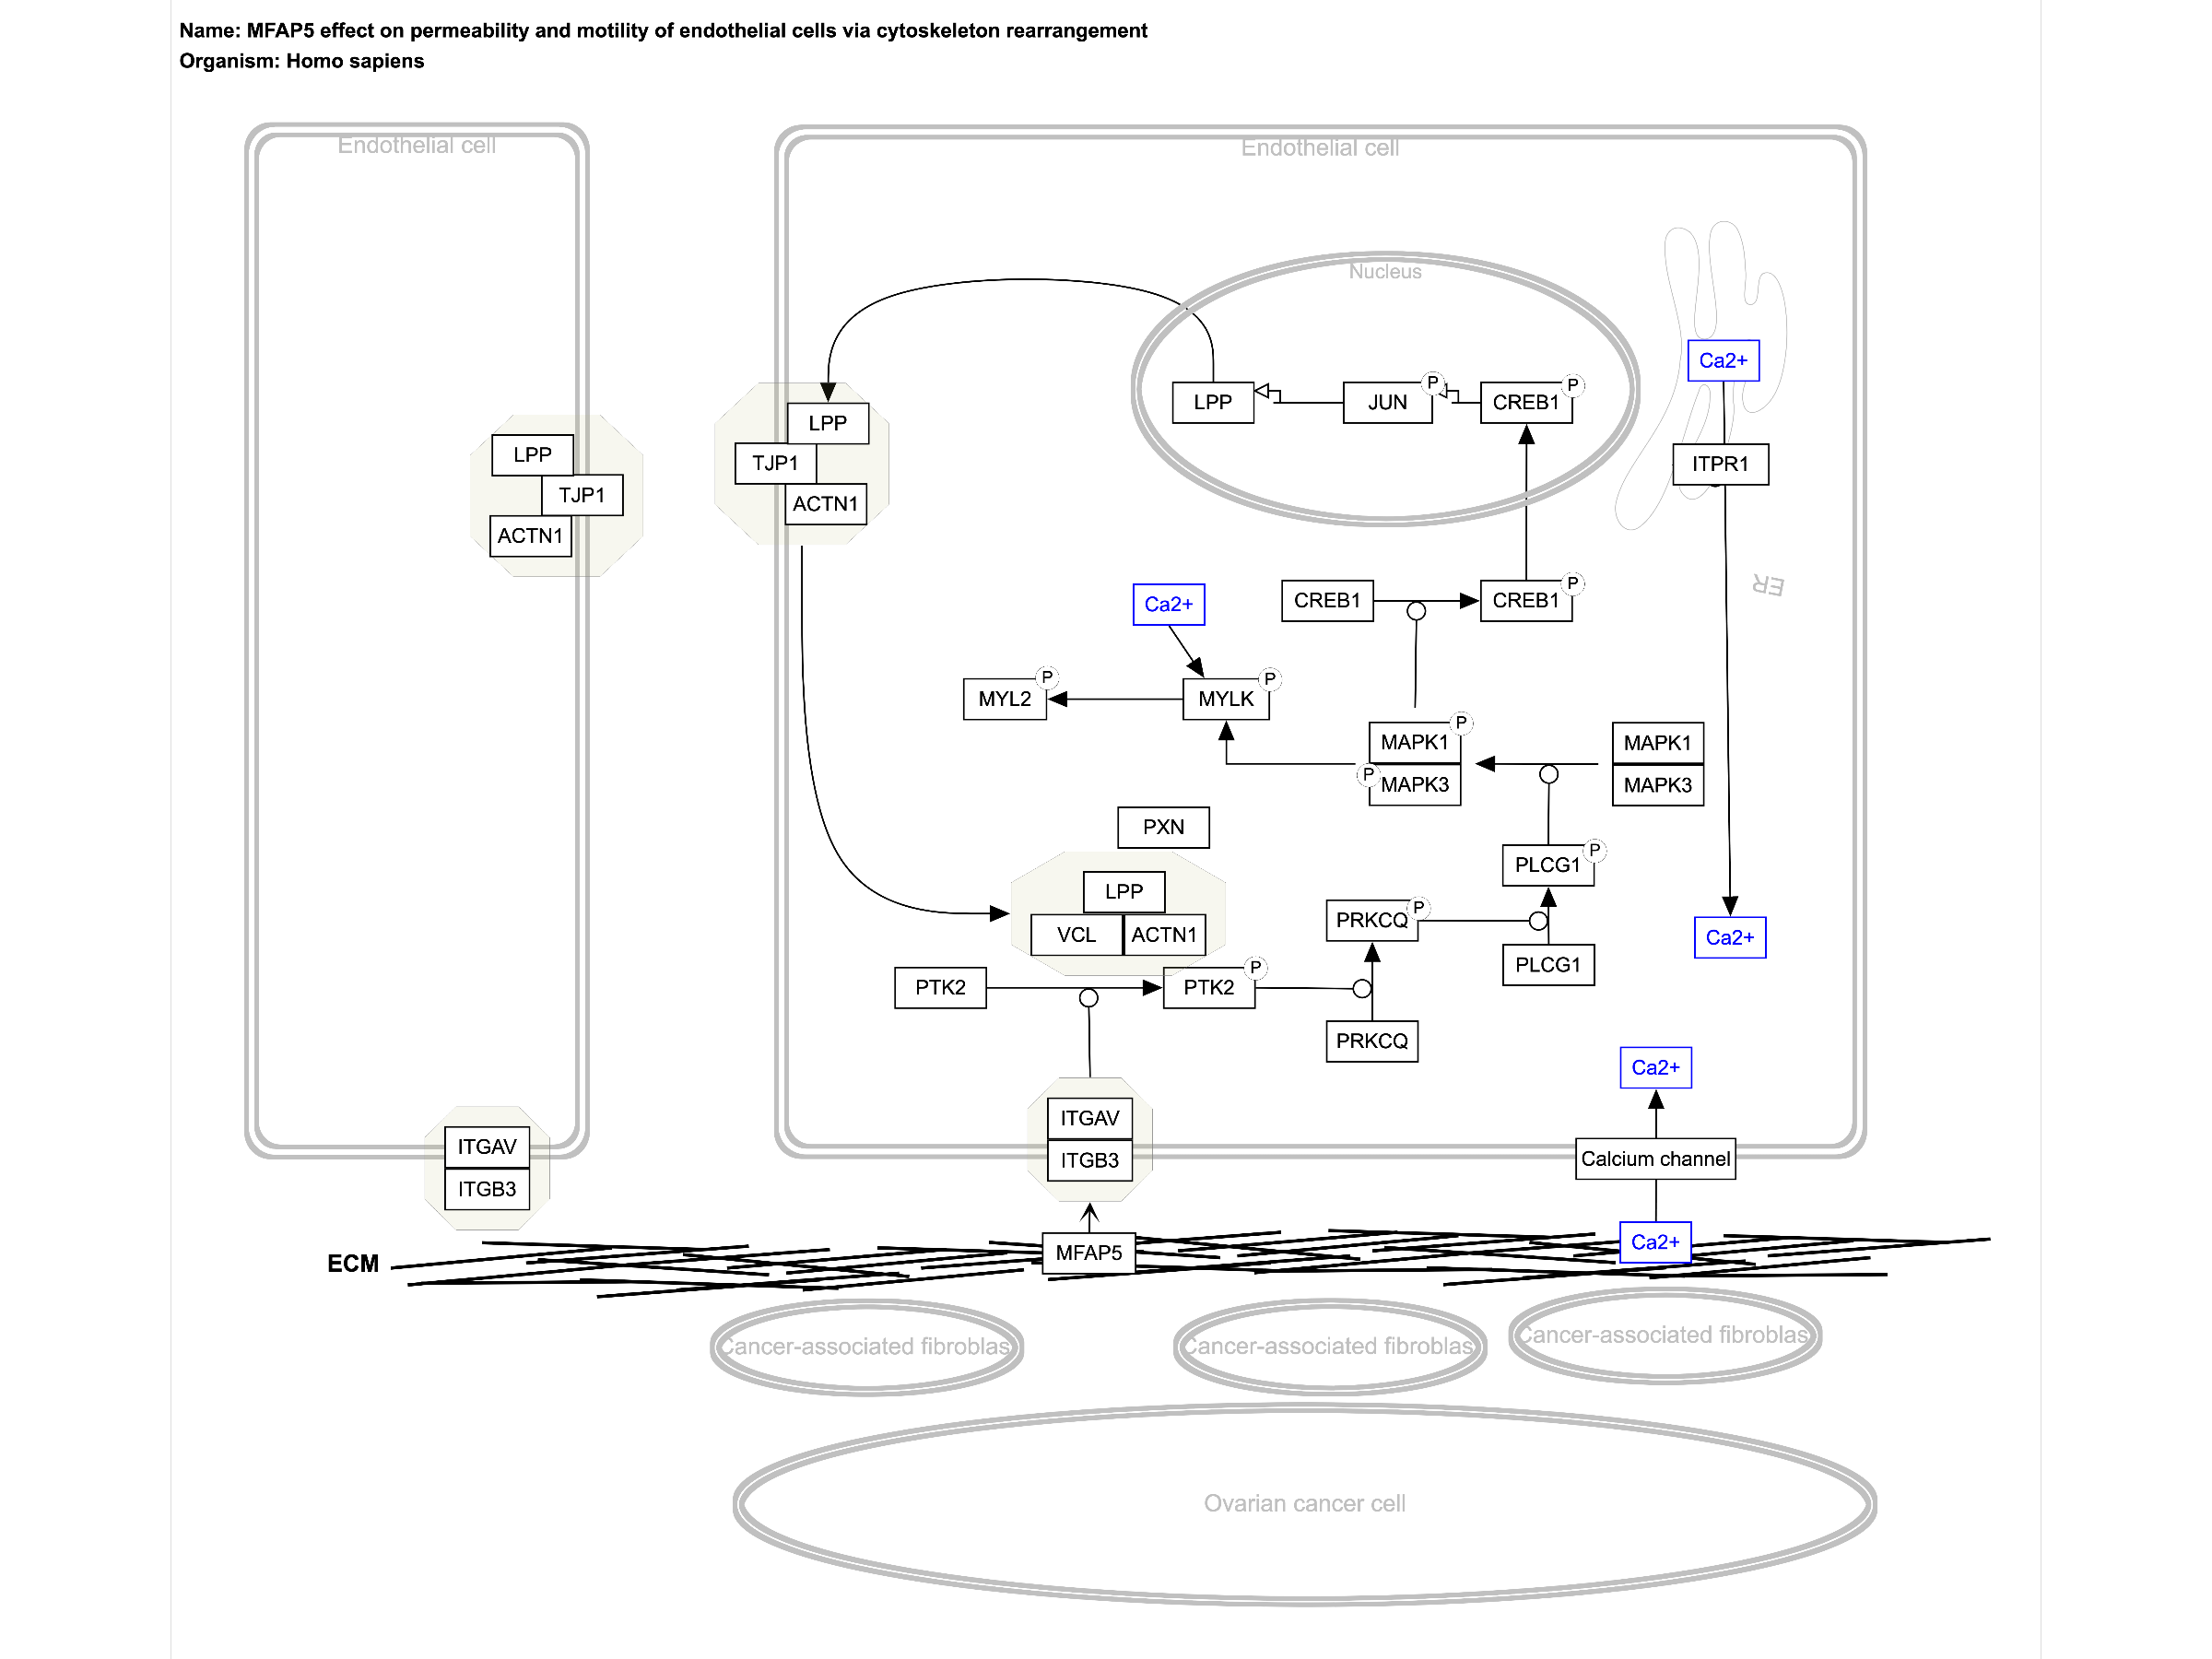 Name: MFAP5 effect on permeability and motility of endothelial cells via cytoskeleton rearrangement
Organism: Homo sapiens
Endothelial cell
Endothelial cell
Nucleus
Ca2+
LPP
JUN
P
CREB1
P
LPP
TJP1
ACTN1
LPP
TJP1
ACTN1
ITPR1
ER
Ca2+
CREB1
CREB1
P
MYL2
P
MYLK
P
MAPK1
P
MAPK3
P
MAPK1
MAPK3
PXN
PLCG1
P
LPP
VCL
ACTN1
PRKCQ
P
Ca2+
PLCG1
PTK2
PTK2
P
PRKCQ
Ca2+
ITGAV
ITGB3
ITGAV
ITGB3
Calcium channel
ECM
MFAP5
Ca2+
Cancer-associated fibroblas
Cancer-associated fibroblas
Cancer-associated fibroblas
Ovarian cancer cell